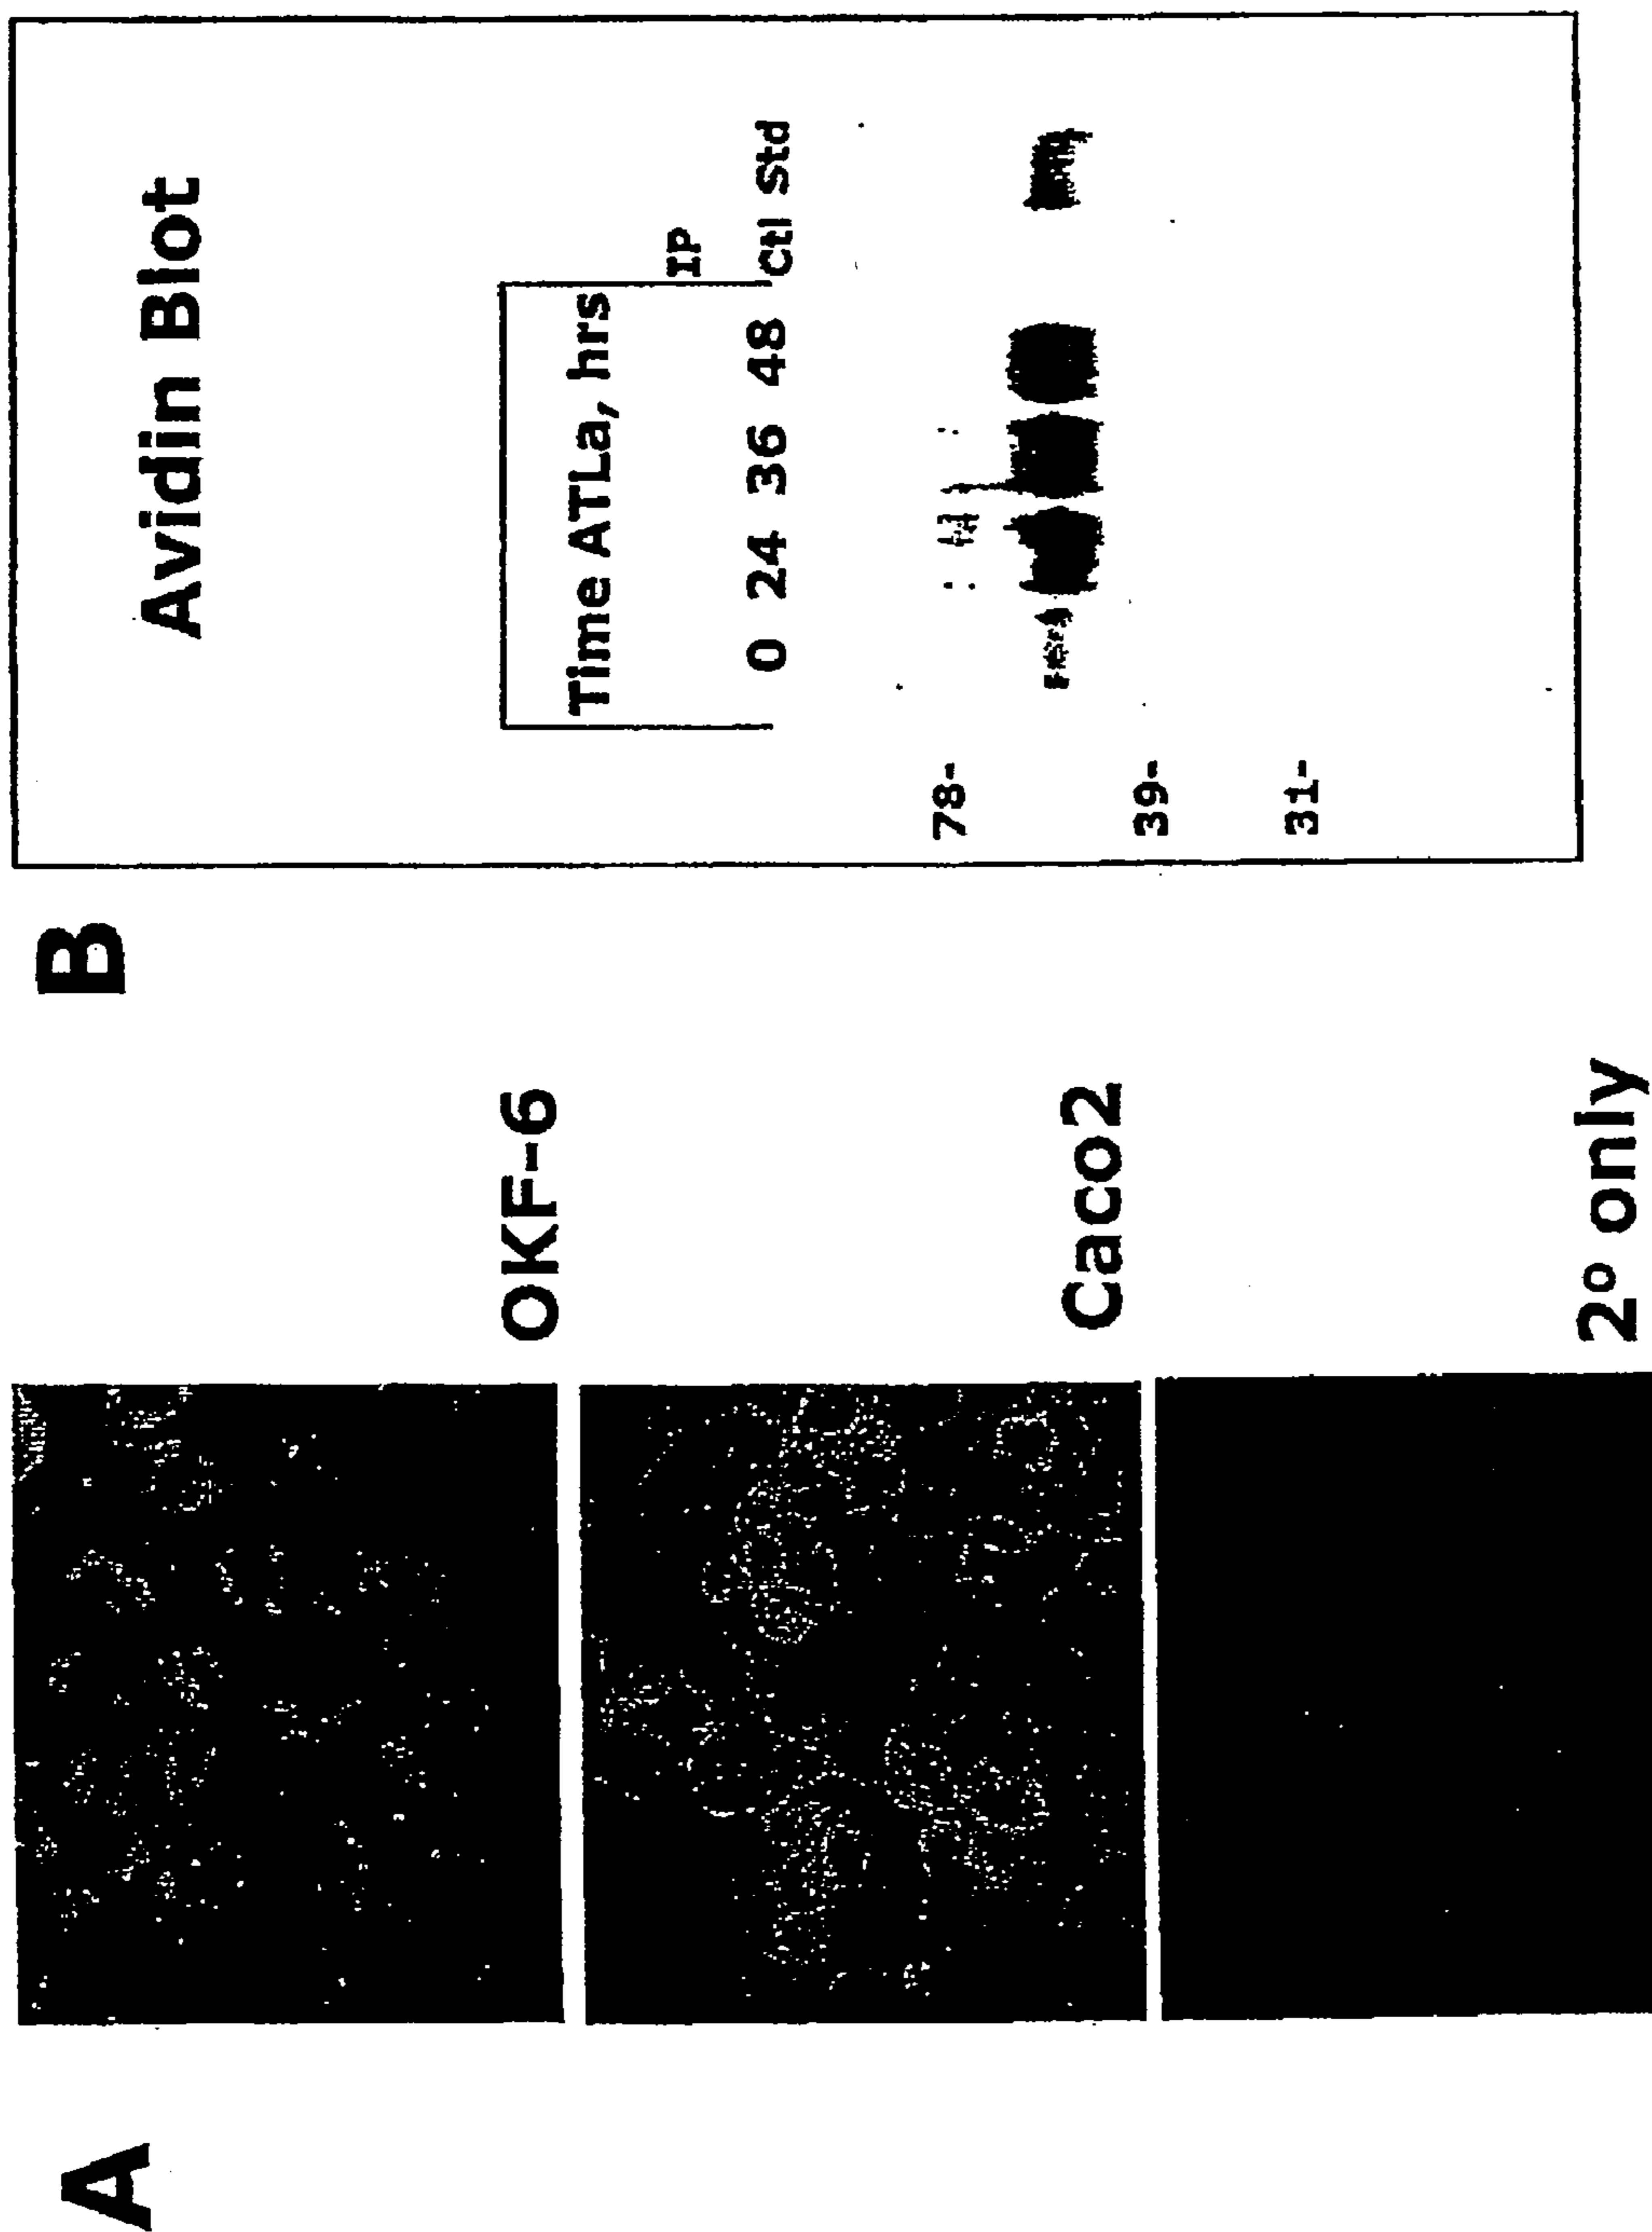 A
OKF-6
Caco2
2º only
B
Avidin Blot
Time ATLa, hrs
IP
0 24 36 48 Ctl Std
78-
39-
31-